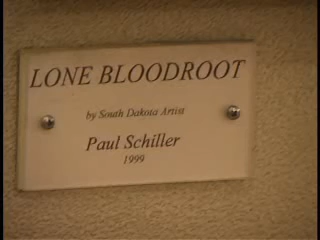 LONE BLOODROOT
by South Dakota Artist
Paul Schiller
1999